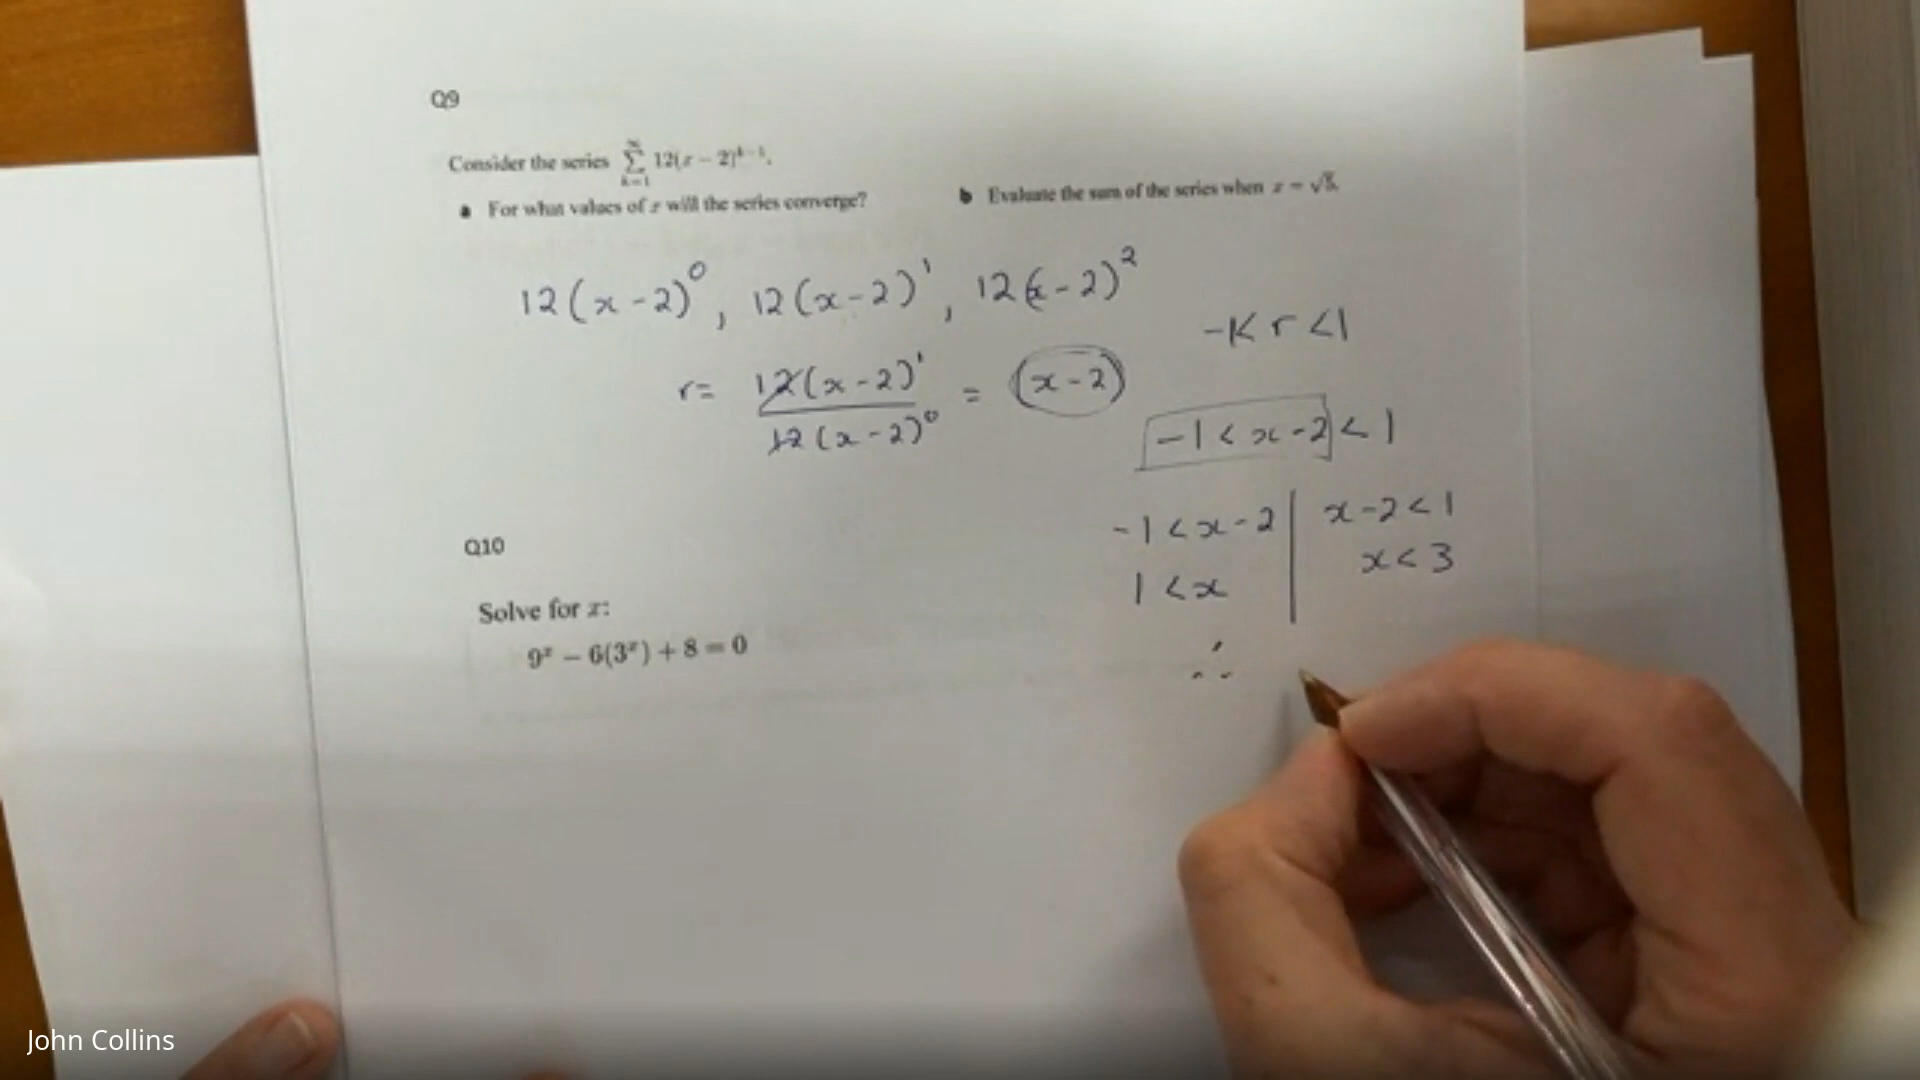 Q9
Consider the series ∑_{k=1}^{∞} 12(x − 2)^{k−1}.
a For what values of x will the series converge?
b Evaluate the sum of the series when x = √5.
12(x-2)^0, 12(x-2)^1, 12(x-2)^2
-1< r <1
r = 12(x-2)^1 / 12(x-2)^0 = (x-2)
-1 < x-2 < 1
-1 < x-2 | x-2 < 1
1 < x | x < 3
∴
Q10
Solve for x:
9^x − 6(3^x) + 8 = 0
John Collins